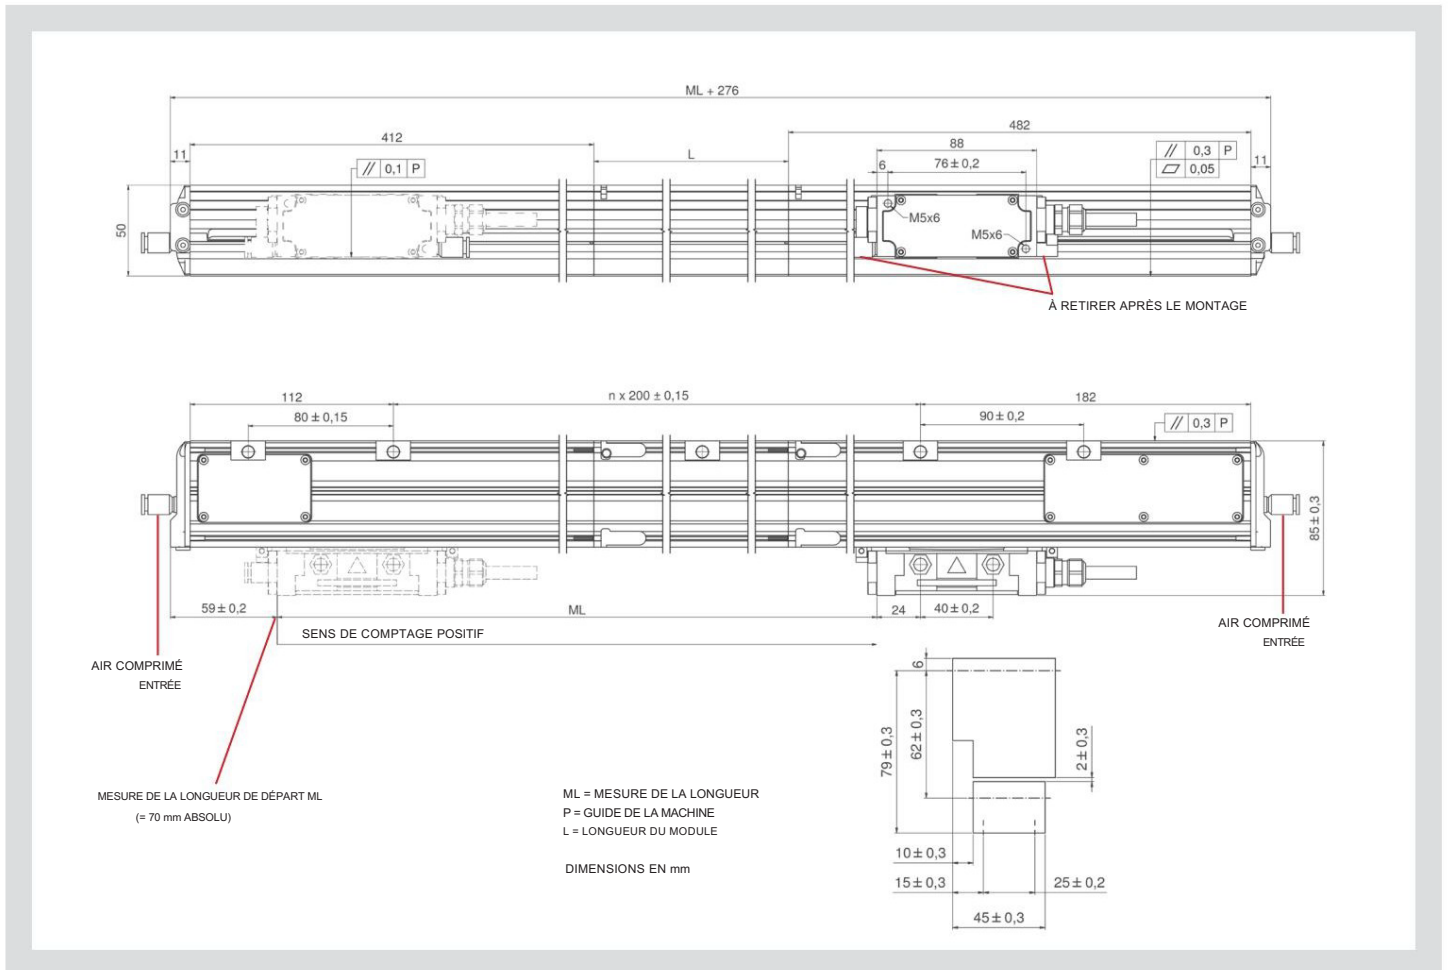 ML + 276
412
482
11
L
88
// 0,1 P
6
76 ± 0,2
// 0,3 P
⏥ 0,05
11
50
M5x6
M5x6
À RETIRER APRÈS LE MONTAGE
112
n x 200 ± 0,15
182
80 ± 0,15
90 ± 0,2
// 0,3 P
85 ± 0,3
59 ± 0,2
ML
24
40 ± 0,2
SENS DE COMPTAGE POSITIF
AIR COMPRIMÉ
ENTRÉE
AIR COMPRIMÉ
ENTRÉE
6
79 ± 0,3
62 ± 0,3
2 ± 0,3
10 ± 0,3
15 ± 0,3
25 ± 0,2
45 ± 0,3
MESURE DE LA LONGUEUR DE DÉPART ML
(= 70 mm ABSOLU)
ML = MESURE DE LA LONGUEUR
P = GUIDE DE LA MACHINE
L = LONGUEUR DU MODULE
DIMENSIONS EN mm